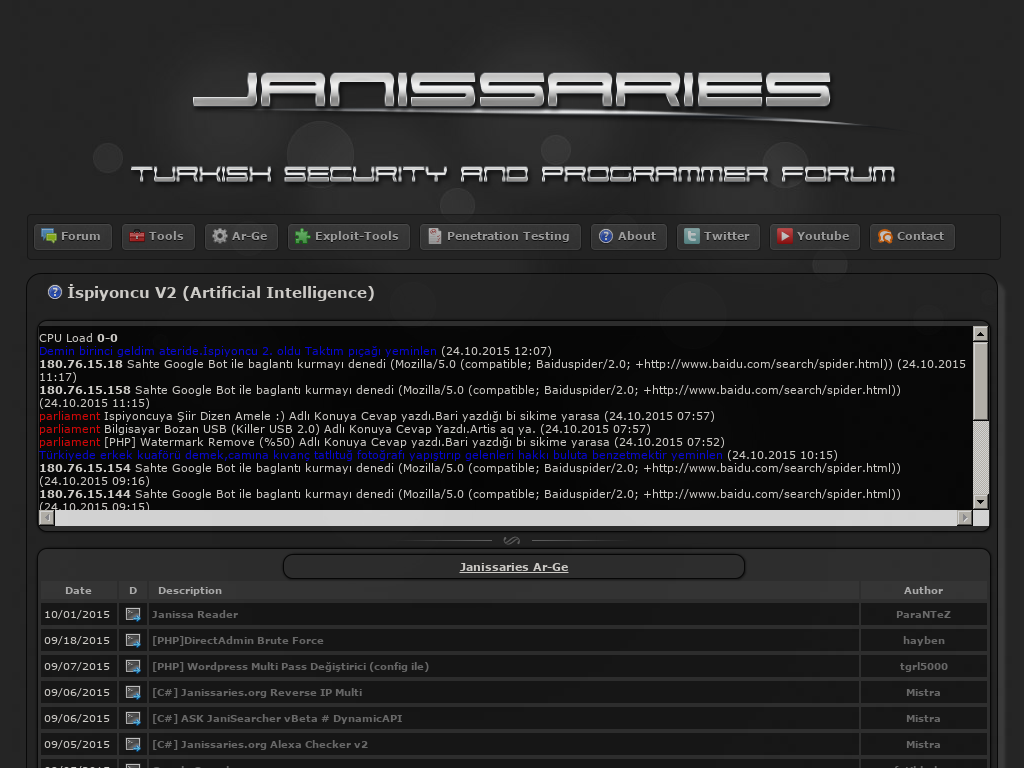 JANISSARIES
TURKISH SECURITY AND PROGRAMMER FORUM
Forum Tools Ar-Ge Exploit-Tools Penetration Testing About Twitter Youtube Contact
İspiyoncu V2 (Artificial Intelligence)
CPU Load 0-0
Demin birinci geldim ateride.Ispiyoncu 2. oldu Taktım pıçağı yeminlen (24.10.2015 12:07)
180.76.15.18 Sahte Google Bot ile baglantı kurmayı denedi (Mozilla/5.0 (compatible; Baiduspider/2.0; +http://www.baidu.com/search/spider.html)) (24.10.2015
11:17)
180.76.15.158 Sahte Google Bot ile baglantı kurmayı denedi (Mozilla/5.0 (compatible; Baiduspider/2.0; +http://www.baidu.com/search/spider.html))
(24.10.2015 11:15)
parliament Ispiyoncuya Şiir Dizen Amele :) Adlı Konuya Cevap yazdı.Bari yazdığı bi sikime yarasa (24.10.2015 07:57)
parliament Bilgisayar Bozan USB (Killer USB 2.0) Adlı Konuya Cevap Yazdı.Artis aq ya. (24.10.2015 07:57)
parliament [PHP] Watermark Remove (%50) Adlı Konuya Cevap yazdı.Bari yazdığı bi sikime yarasa (24.10.2015 07:52)
Türkiyede erkek kuaförü demek,camına kıvanç tatlıtuğ fotoğrafı yapıştırıp gelenleri hakkı buluta benzetmektir yeminlen (24.10.2015 10:15)
180.76.15.154 Sahte Google Bot ile baglantı kurmayı denedi (Mozilla/5.0 (compatible; Baiduspider/2.0; +http://www.baidu.com/search/spider.html))
(24.10.2015 09:16)
180.76.15.144 Sahte Google Bot ile baglantı kurmayı denedi (Mozilla/5.0 (compatible; Baiduspider/2.0; +http://www.baidu.com/search/spider.html))
(24.10.2015 09:15)
Janissaries Ar-Ge
Date D Description Author
10/01/2015 Janissa Reader ParaNTeZ
09/18/2015 [PHP]DirectAdmin Brute Force hayben
09/07/2015 [PHP] Wordpress Multi Pass Değiştirici (config ile) tgrl5000
09/06/2015 [C#] Janissaries.org Reverse IP Multi Mistra
09/06/2015 [C#] ASK JaniSearcher vBeta # DynamicAPI Mistra
09/05/2015 [C#] Janissaries.org Alexa Checker v2 Mistra